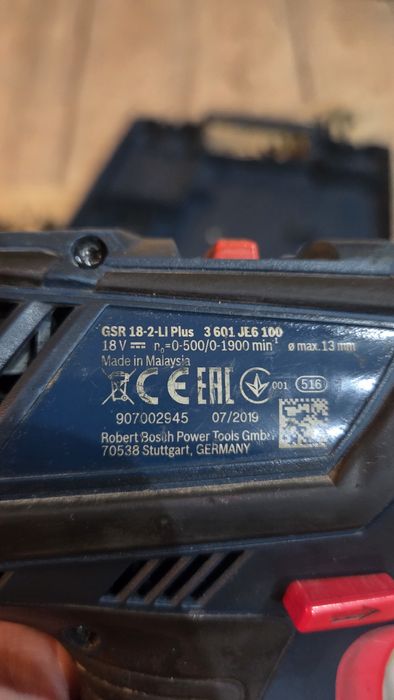 GSR 18-2-LI Plus 3 601 JE6 100
18 V ⎓ n₀=0-500/0-1900 min⁻¹ ø max. 13 mm
Made in Malaysia
CE EAC 001 516
907002945 07/2019
Robert Bosch Power Tools GmbH
70538 Stuttgart, GERMANY